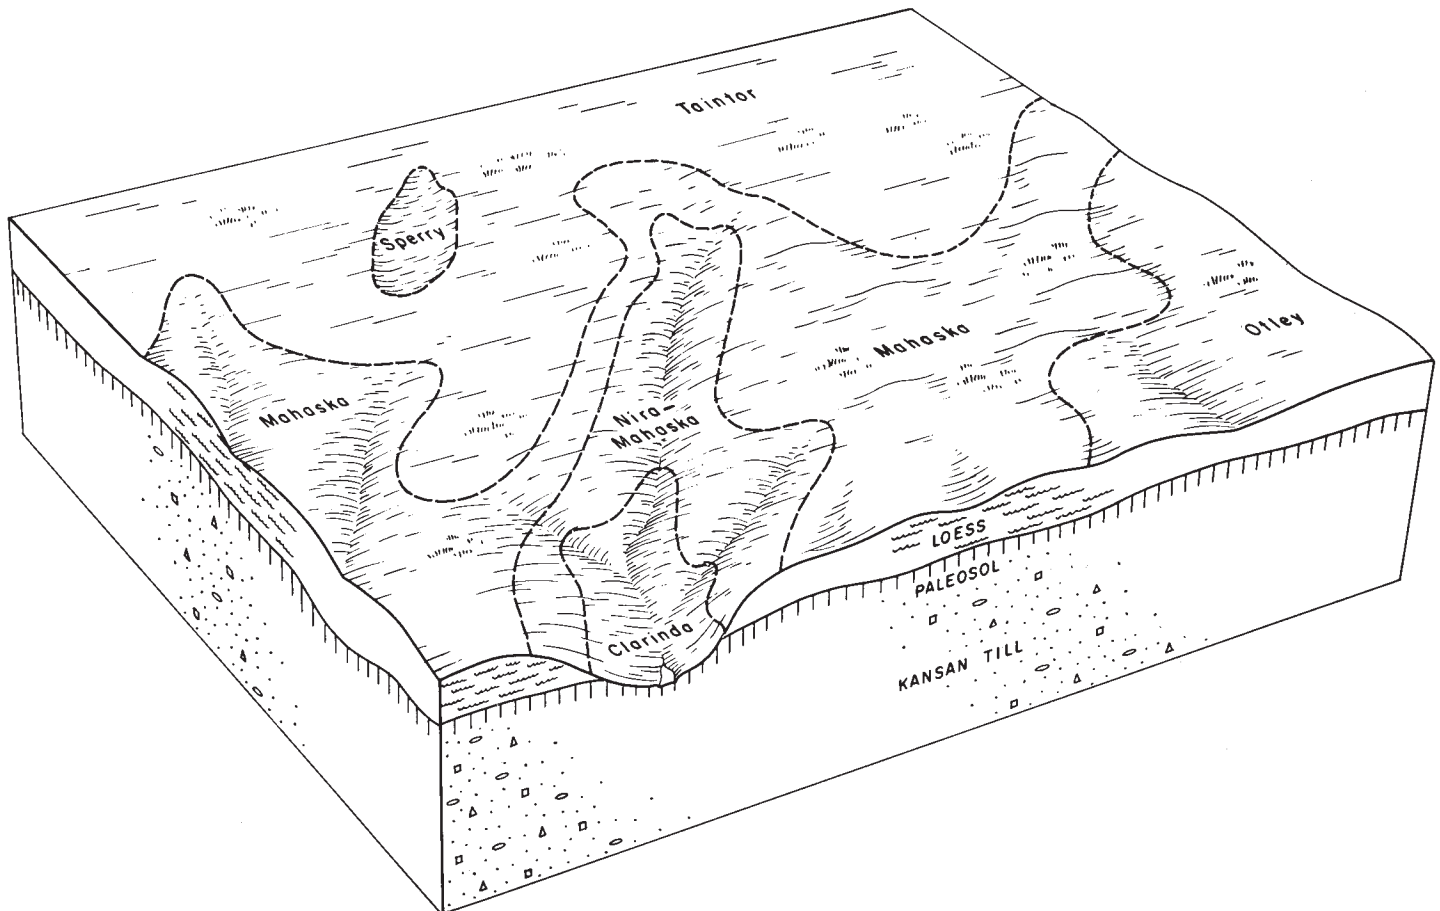 Taintor
Sperry
Mahaska
Otley
Mahaska
Nira-
Mahaska
Clarinda
LOESS
PALEOSOL
KANSAN TILL